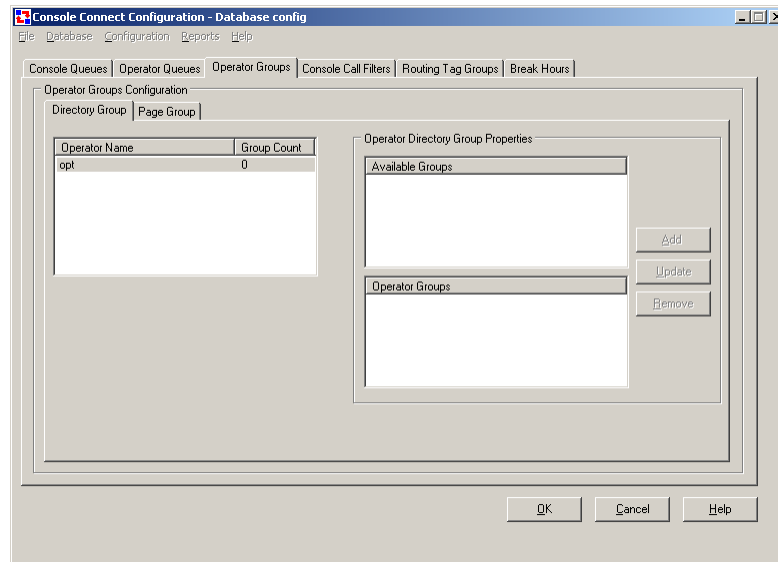 Console Connect Configuration - Database config
File Database Configuration Reports Help
Console Queues Operator Queues Operator Groups Console Call Filters Routing Tag Groups Break Hours
Operator Groups Configuration
Directory Group Page Group
Operator Directory Group Properties
Operator Name Group Count
Available Groups
opt 0
Add
Update
Operator Groups
Remove
OK Cancel Help